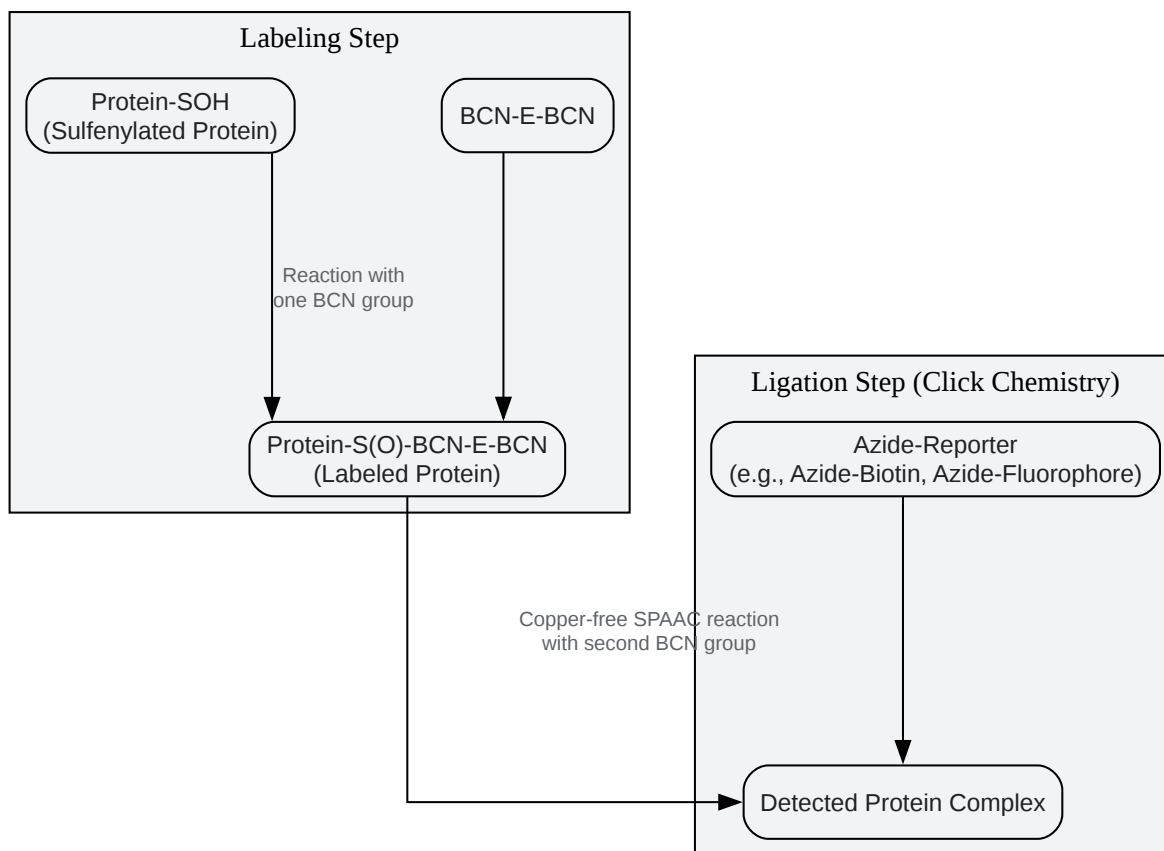 Labeling Step
Protein-SOH
(Sulfenylated Protein)
BCN-E-BCN
Reaction with
one BCN group
Protein-S(O)-BCN-E-BCN
(Labeled Protein)
Ligation Step (Click Chemistry)
Azide-Reporter
(e.g., Azide-Biotin, Azide-Fluorophore)
Copper-free SPAAC reaction
with second BCN group
Detected Protein Complex